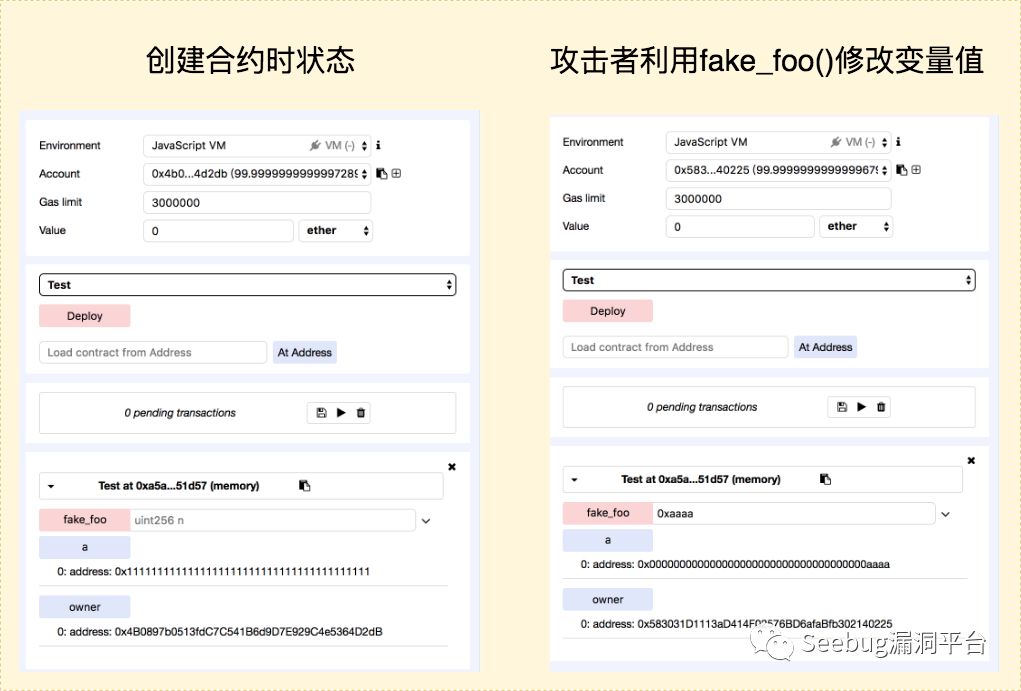 创建合约时状态
Environment JavaScript VM VM (-)
Account 0x4b0...4d2db (99.9999999999997289
Gas limit 3000000
Value 0 ether
Test
Deploy
Load contract from Address At Address
0 pending transactions
Test at 0xa5a...51d57 (memory)
fake_foo uint256 n
a
0: address: 0x1111111111111111111111111111111111111111
owner
0: address: 0x4B0897b0513fdC7C541B6d9D7E929C4e5364D2dB
攻击者利用fake_foo()修改变量值
Environment JavaScript VM VM (-)
Account 0x583...40225 (99.9999999999999679
Gas limit 3000000
Value 0 ether
Test
Deploy
Load contract from Address At Address
0 pending transactions
Test at 0xa5a...51d57 (memory)
fake_foo 0xaaaa
a
0: address: 0x000000000000000000000000000000000000aaaa
owner
0: address:
Seebug漏洞平台